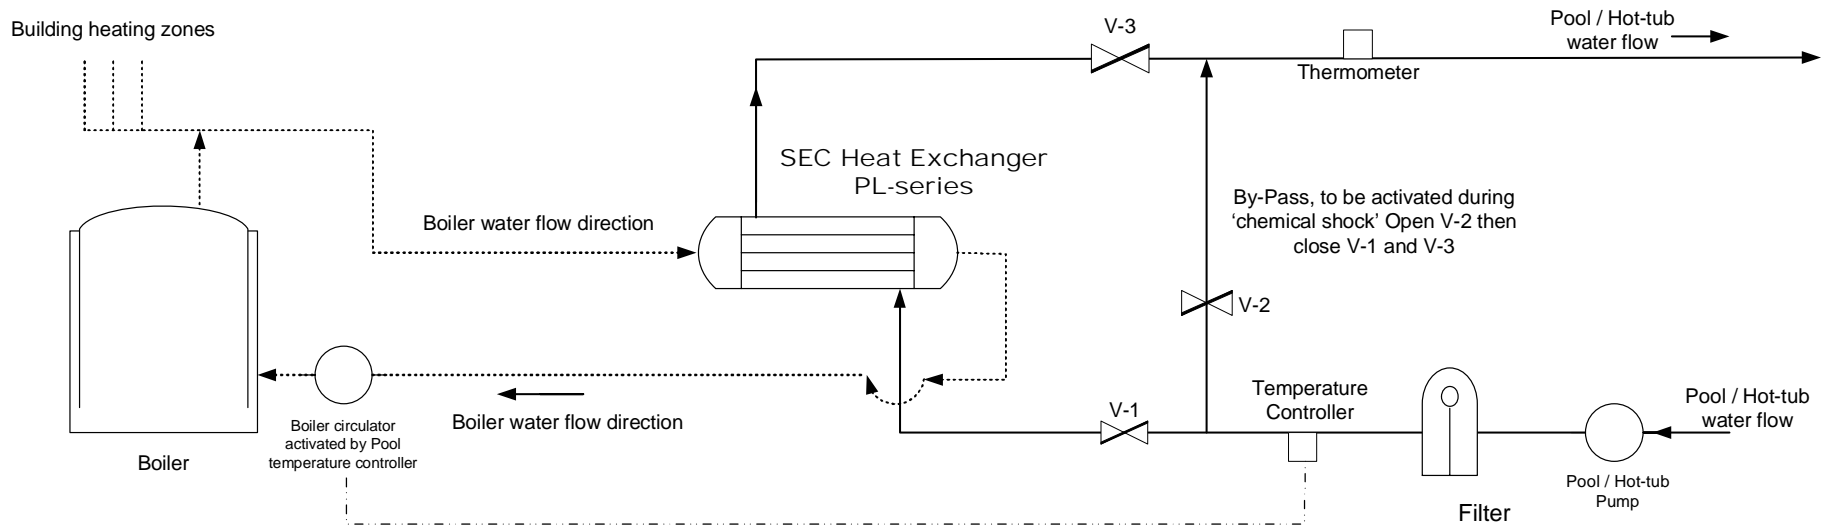 Building heating zones
V-3
Pool / Hot-tub
water flow
Thermometer
SEC Heat Exchanger
PL-series
Boiler water flow direction
By-Pass, to be activated during
‘chemical shock’ Open V-2 then
close V-1 and V-3
V-2
Boiler water flow direction
Boiler circulator
activated by Pool
temperature controller
Boiler
V-1
Temperature
Controller
Pool / Hot-tub
water flow
Pool / Hot-tub
Pump
Filter